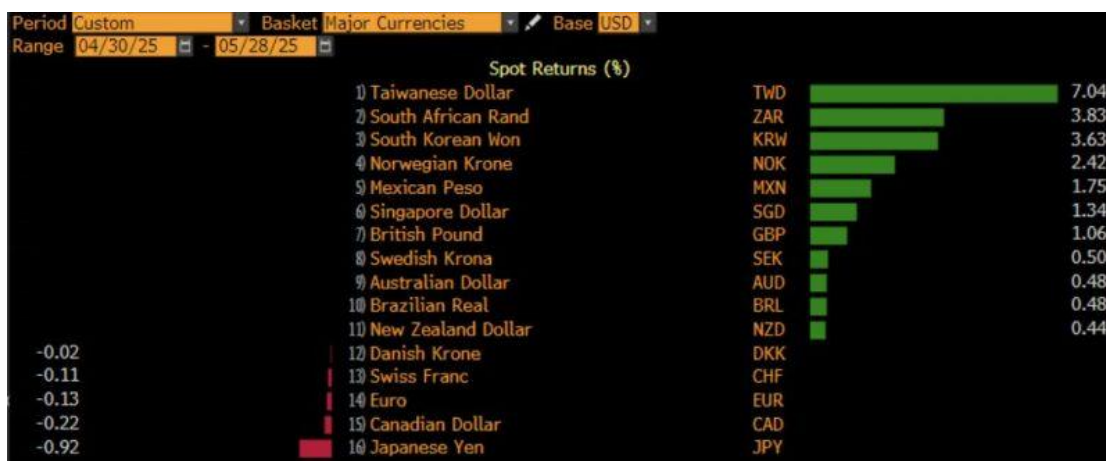 Period Custom Basket Major Currencies Base USD
Range 04/30/25 - 05/28/25
Spot Returns (%)
1) Taiwanese Dollar TWD 7.04
2) South African Rand ZAR 3.83
3) South Korean Won KRW 3.63
4) Norwegian Krone NOK 2.42
5) Mexican Peso MXN 1.75
6) Singapore Dollar SGD 1.34
7) British Pound GBP 1.06
8) Swedish Krona SEK 0.50
9) Australian Dollar AUD 0.48
10) Brazilian Real BRL 0.48
11) New Zealand Dollar NZD 0.44
-0.02 12) Danish Krone DKK
-0.11 13) Swiss Franc CHF
-0.13 14) Euro EUR
-0.22 15) Canadian Dollar CAD
-0.92 16) Japanese Yen JPY